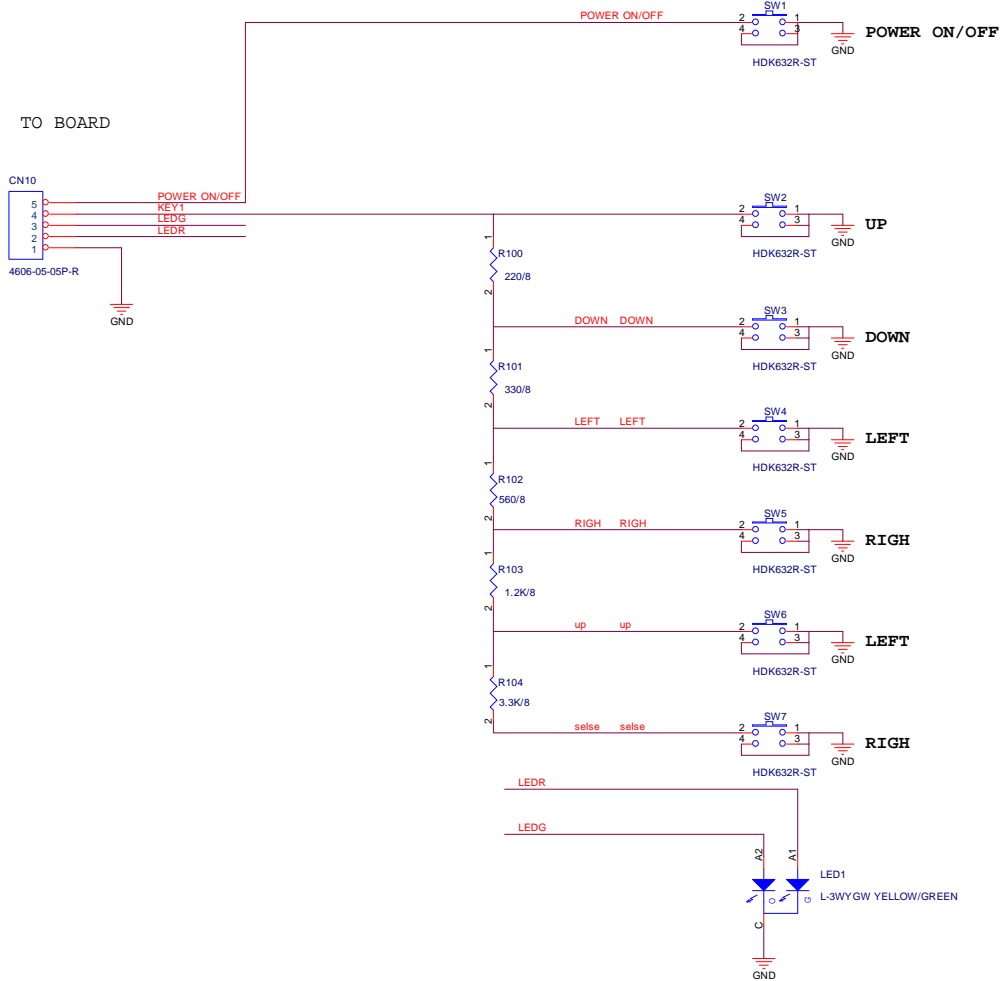 SW1
POWER ON/OFF 2 1
4 3 POWER ON/OFF
GND
HDK632R-ST
TO BOARD
CN10
5 POWER ON/OFF
4 KEY1
3 LEDG
2 LEDR
1
4606-05-05P-R
GND
SW2
2 1
4 3 UP
GND
HDK632R-ST
1
R100
220/8
2
SW3
DOWN DOWN 2 1
4 3 DOWN
GND
HDK632R-ST
1
R101
330/8
2
SW4
LEFT LEFT 2 1
4 3 LEFT
GND
HDK632R-ST
1
R102
560/8
2
SW5
RIGH RIGH 2 1
4 3 RIGH
GND
HDK632R-ST
1
R103
1.2K/8
2
SW6
up up 2 1
4 3 LEFT
GND
HDK632R-ST
1
R104
3.3K/8
2
SW7
selse selse 2 1
4 3 RIGH
GND
HDK632R-ST
LEDR
LEDG
A2 A1
LED1
L-3WYGW YELLOW/GREEN
O G
C
GND